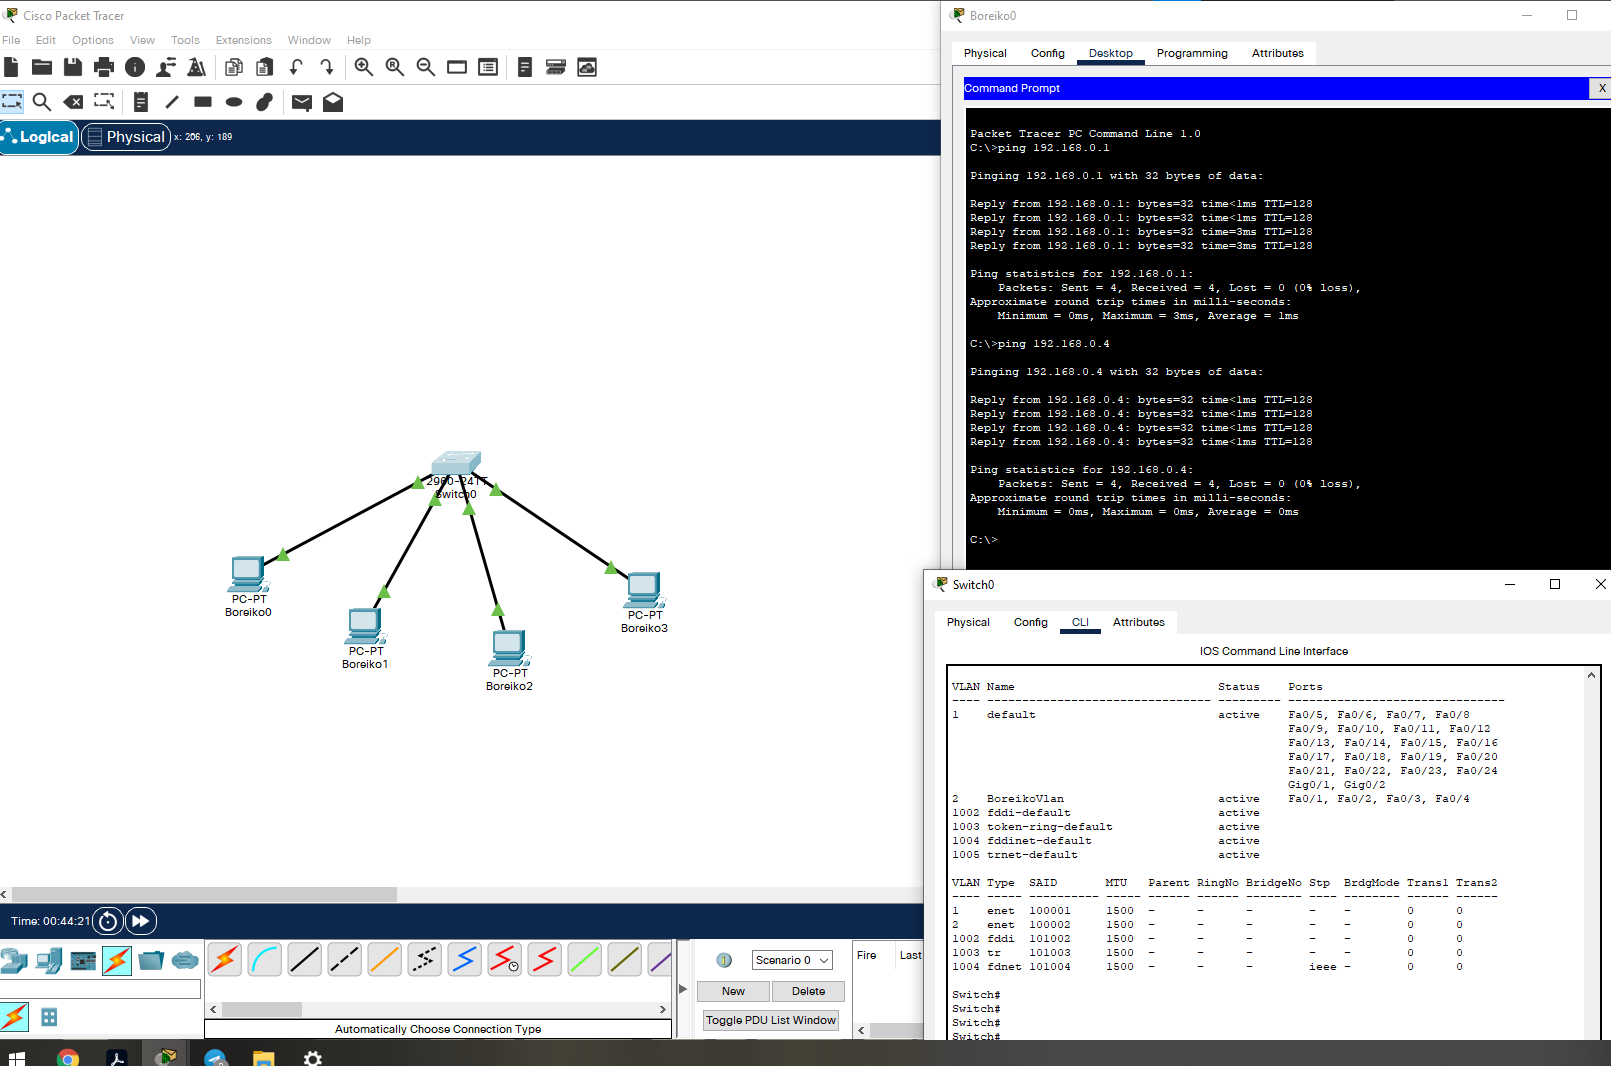 Cisco Packet Tracer
File Edit Options View Tools Extensions Window Help
Logical Physical x: 206, y: 189
2960-24TT
Switch0
PC-PT
Boreiko0
PC-PT
Boreiko1
PC-PT
Boreiko2
PC-PT
Boreiko3
Time: 00:44:21
Automatically Choose Connection Type
Scenario 0
New Delete
Toggle PDU List Window
Fire Last
Boreiko0
Physical Config Desktop Programming Attributes
Command Prompt X
Packet Tracer PC Command Line 1.0
C:\>ping 192.168.0.1
Pinging 192.168.0.1 with 32 bytes of data:
Reply from 192.168.0.1: bytes=32 time<1ms TTL=128
Reply from 192.168.0.1: bytes=32 time<1ms TTL=128
Reply from 192.168.0.1: bytes=32 time=3ms TTL=128
Reply from 192.168.0.1: bytes=32 time=3ms TTL=128
Ping statistics for 192.168.0.1:
Packets: Sent = 4, Received = 4, Lost = 0 (0% loss),
Approximate round trip times in milli-seconds:
Minimum = 0ms, Maximum = 3ms, Average = 1ms
C:\>ping 192.168.0.4
Pinging 192.168.0.4 with 32 bytes of data:
Reply from 192.168.0.4: bytes=32 time<1ms TTL=128
Reply from 192.168.0.4: bytes=32 time<1ms TTL=128
Reply from 192.168.0.4: bytes=32 time<1ms TTL=128
Reply from 192.168.0.4: bytes=32 time<1ms TTL=128
Ping statistics for 192.168.0.4:
Packets: Sent = 4, Received = 4, Lost = 0 (0% loss),
Approximate round trip times in milli-seconds:
Minimum = 0ms, Maximum = 0ms, Average = 0ms
C:\>
Switch0
Physical Config CLI Attributes
IOS Command Line Interface
VLAN Name Status Ports
---- -------------------------------- --------- -------------------------------
1 default active Fa0/5, Fa0/6, Fa0/7, Fa0/8
Fa0/9, Fa0/10, Fa0/11, Fa0/12
Fa0/13, Fa0/14, Fa0/15, Fa0/16
Fa0/17, Fa0/18, Fa0/19, Fa0/20
Fa0/21, Fa0/22, Fa0/23, Fa0/24
Gig0/1, Gig0/2
2 BoreikoVlan active Fa0/1, Fa0/2, Fa0/3, Fa0/4
1002 fddi-default active
1003 token-ring-default active
1004 fddinet-default active
1005 trnet-default active
VLAN Type SAID MTU Parent RingNo BridgeNo Stp BrdgMode Trans1 Trans2
---- ----- ---------- ----- ------ ------ -------- ---- -------- ------ ------
1 enet 100001 1500 - - - - - 0 0
2 enet 100002 1500 - - - - - 0 0
1002 fddi 101002 1500 - - - - - 0 0
1003 tr 101003 1500 - - - - - 0 0
1004 fdnet 101004 1500 - - - ieee - 0 0
Switch#
Switch#
Switch#
Switch#